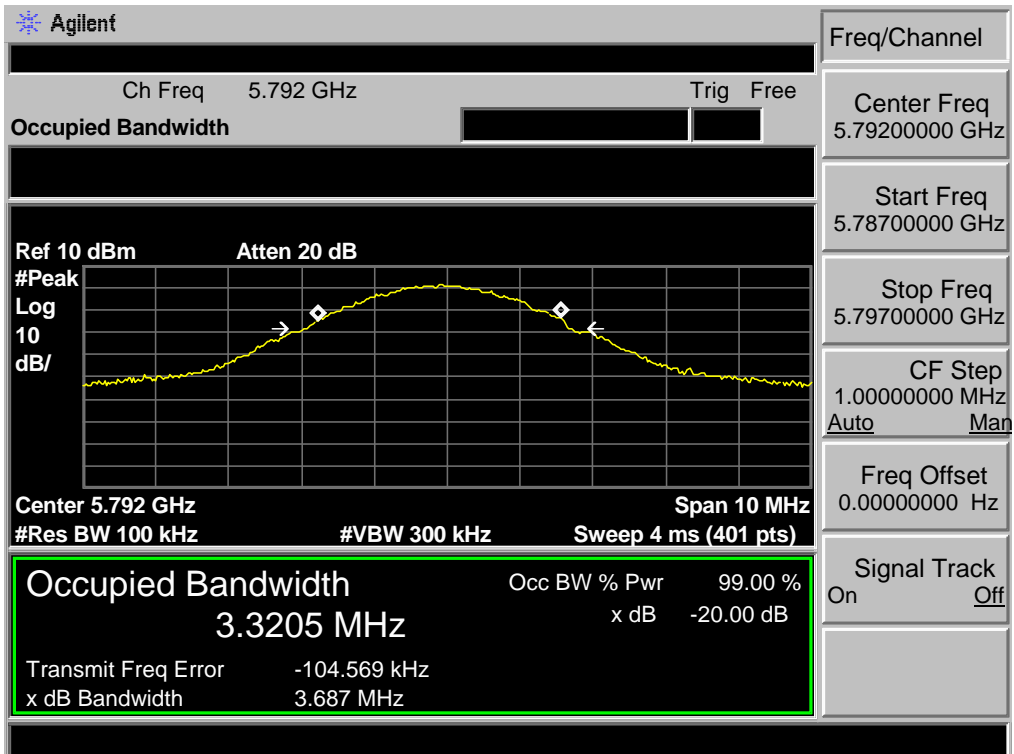 Agilent
Freq/Channel
Ch Freq 5.792 GHz Trig Free
Occupied Bandwidth
Center Freq
5.79200000 GHz
Start Freq
5.78700000 GHz
Ref 10 dBm Atten 20 dB
#Peak
Log
10
dB/
Stop Freq
5.79700000 GHz
CF Step
1.00000000 MHz
Auto Man
Freq Offset
0.00000000 Hz
Center 5.792 GHz Span 10 MHz
#Res BW 100 kHz #VBW 300 kHz Sweep 4 ms (401 pts)
Signal Track
On Off
Occupied Bandwidth Occ BW % Pwr 99.00 %
3.3205 MHz x dB -20.00 dB
Transmit Freq Error -104.569 kHz
x dB Bandwidth 3.687 MHz